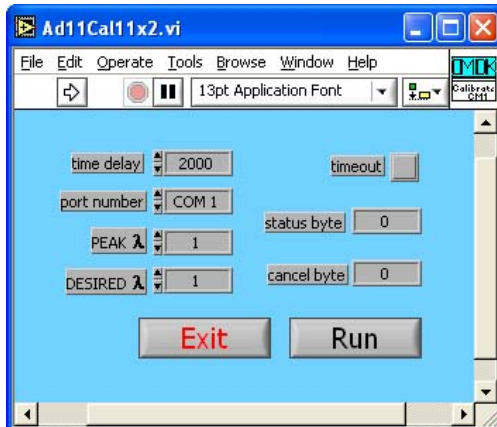 Ad11Cal11x2.vi
File Edit Operate Tools Browse Window Help
13pt Application Font
Calibrate
CM1
time delay 2000
timeout
port number COM 1
status byte 0
PEAK λ 1
cancel byte 0
DESIRED λ 1
Exit Run